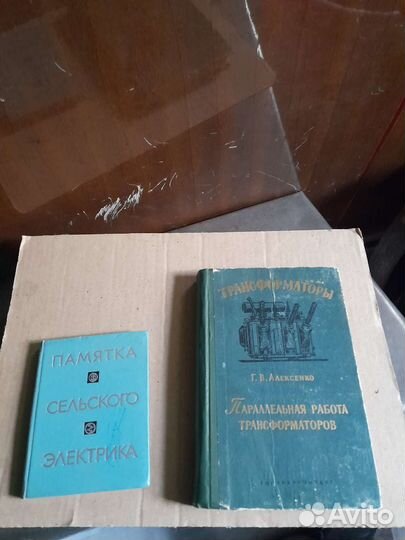 ПАМЯТКА
СЕЛЬСКОГО
ЭЛЕКТРИКА
ТРАНСФОРМАТОРЫ
Г. В. АЛЕКСЕНКО
ПАРАЛЛЕЛЬНАЯ РАБОТА
ТРАНСФОРМАТОРОВ
Avito